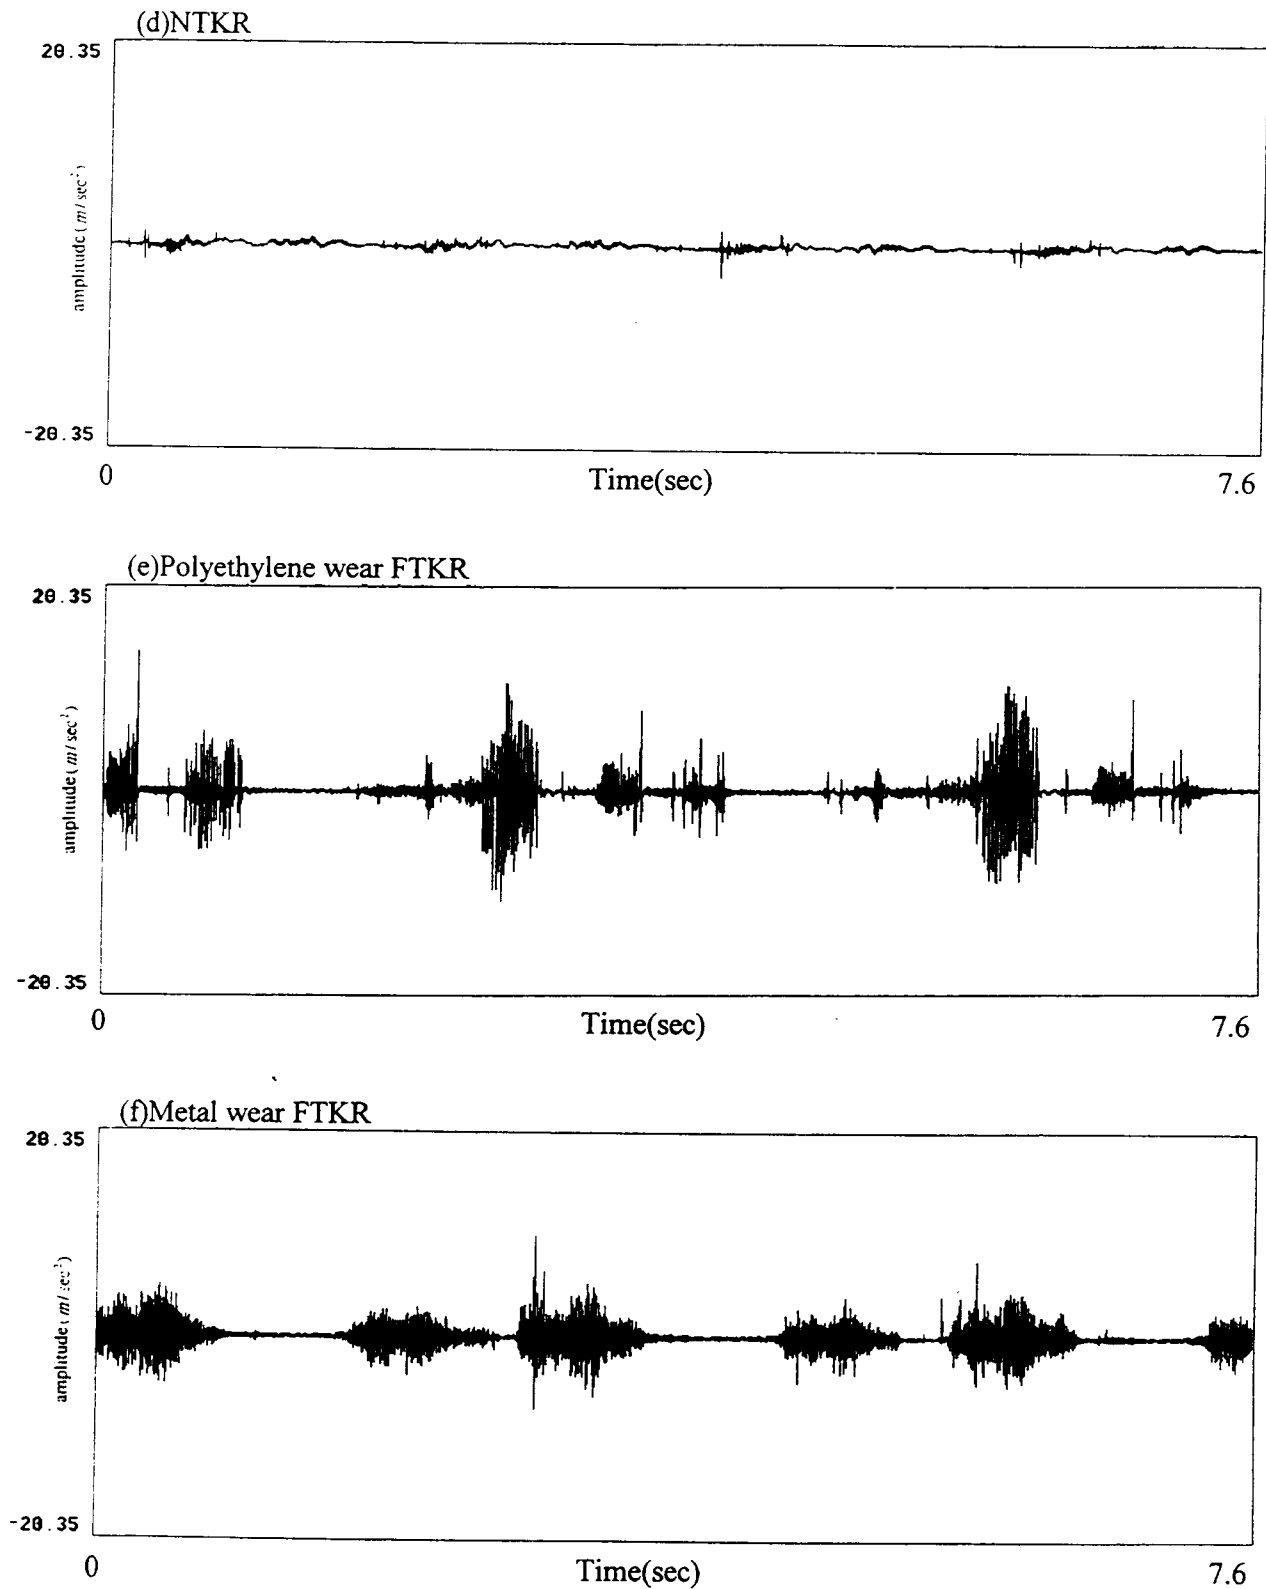 (d)NTKR
20.35
amplitude(m/sec²)
-20.35
0
Time(sec)
7.6
(e)Polyethylene wear FTKR
20.35
amplitude(m/sec²)
-20.35
0
Time(sec)
7.6
(f)Metal wear FTKR
20.35
amplitude(m/sec²)
-20.35
0
Time(sec)
7.6